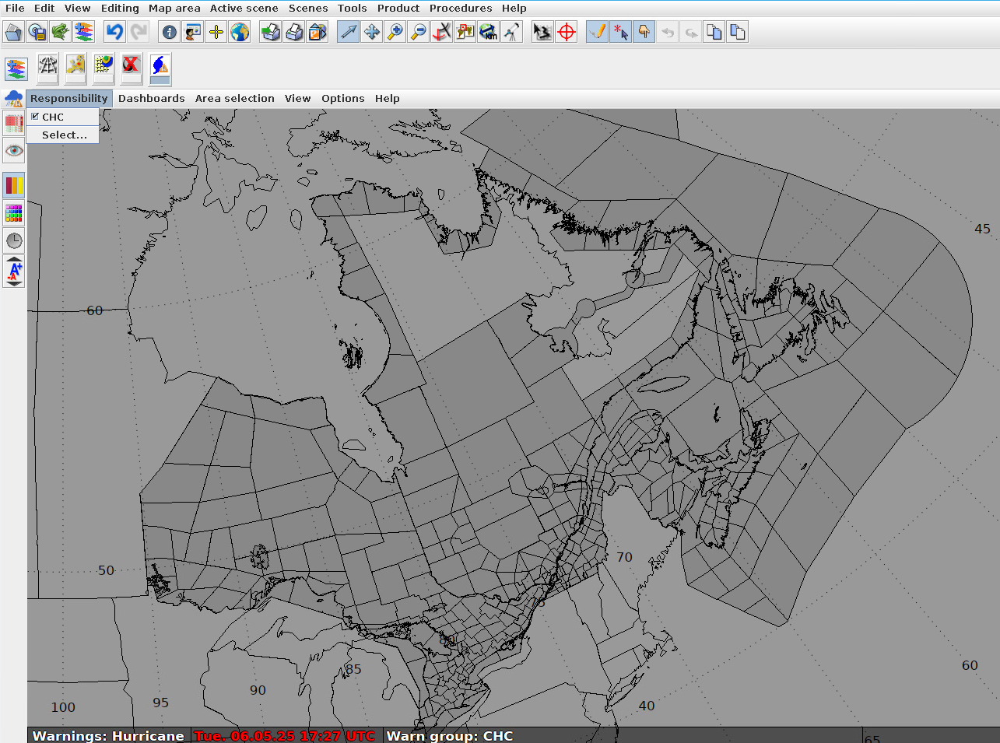 File Edit View Editing Map area Active scene Scenes Tools Product Procedures Help
km
Responsibility Dashboards Area selection View Options Help
CHC
Select...
A+
-A
45
60
50
70
85
60
90
95
100
40
Warnings: Hurricane Tue. 06.05.25 17:27 UTC Warn group: CHC
65